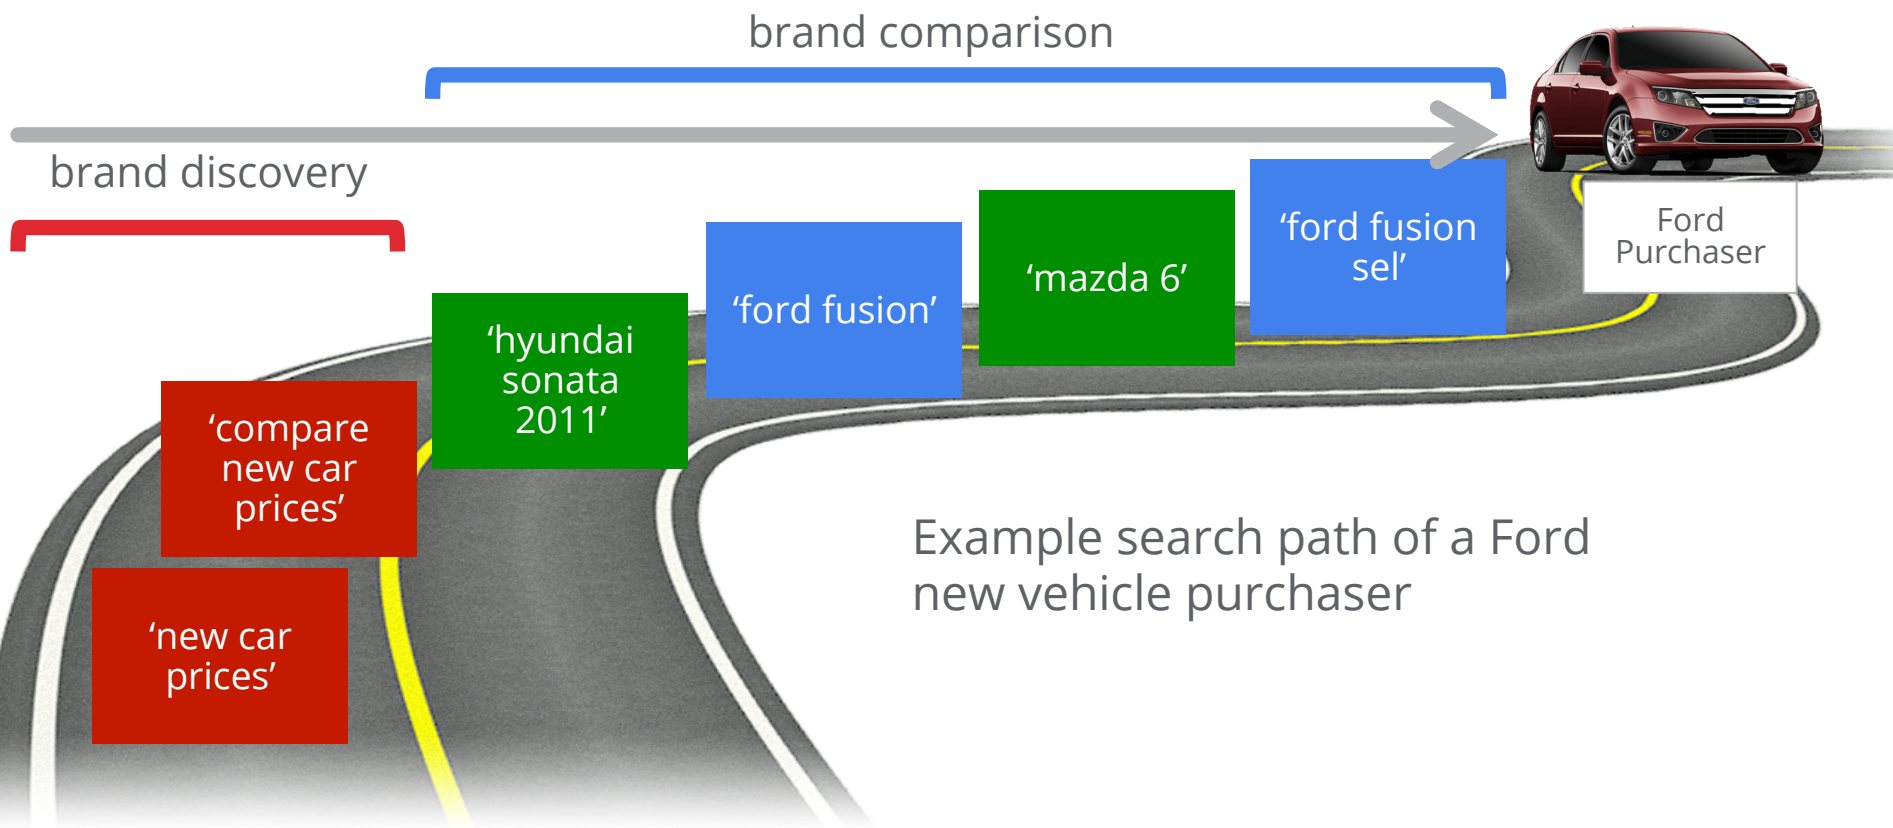 brand comparison
brand discovery
‘ford fusion
sel’
Ford
Purchaser
‘mazda 6’
‘ford fusion’
‘hyundai
sonata
2011’
‘compare
new car
prices’
‘new car
prices’
Example search path of a Ford
new vehicle purchaser